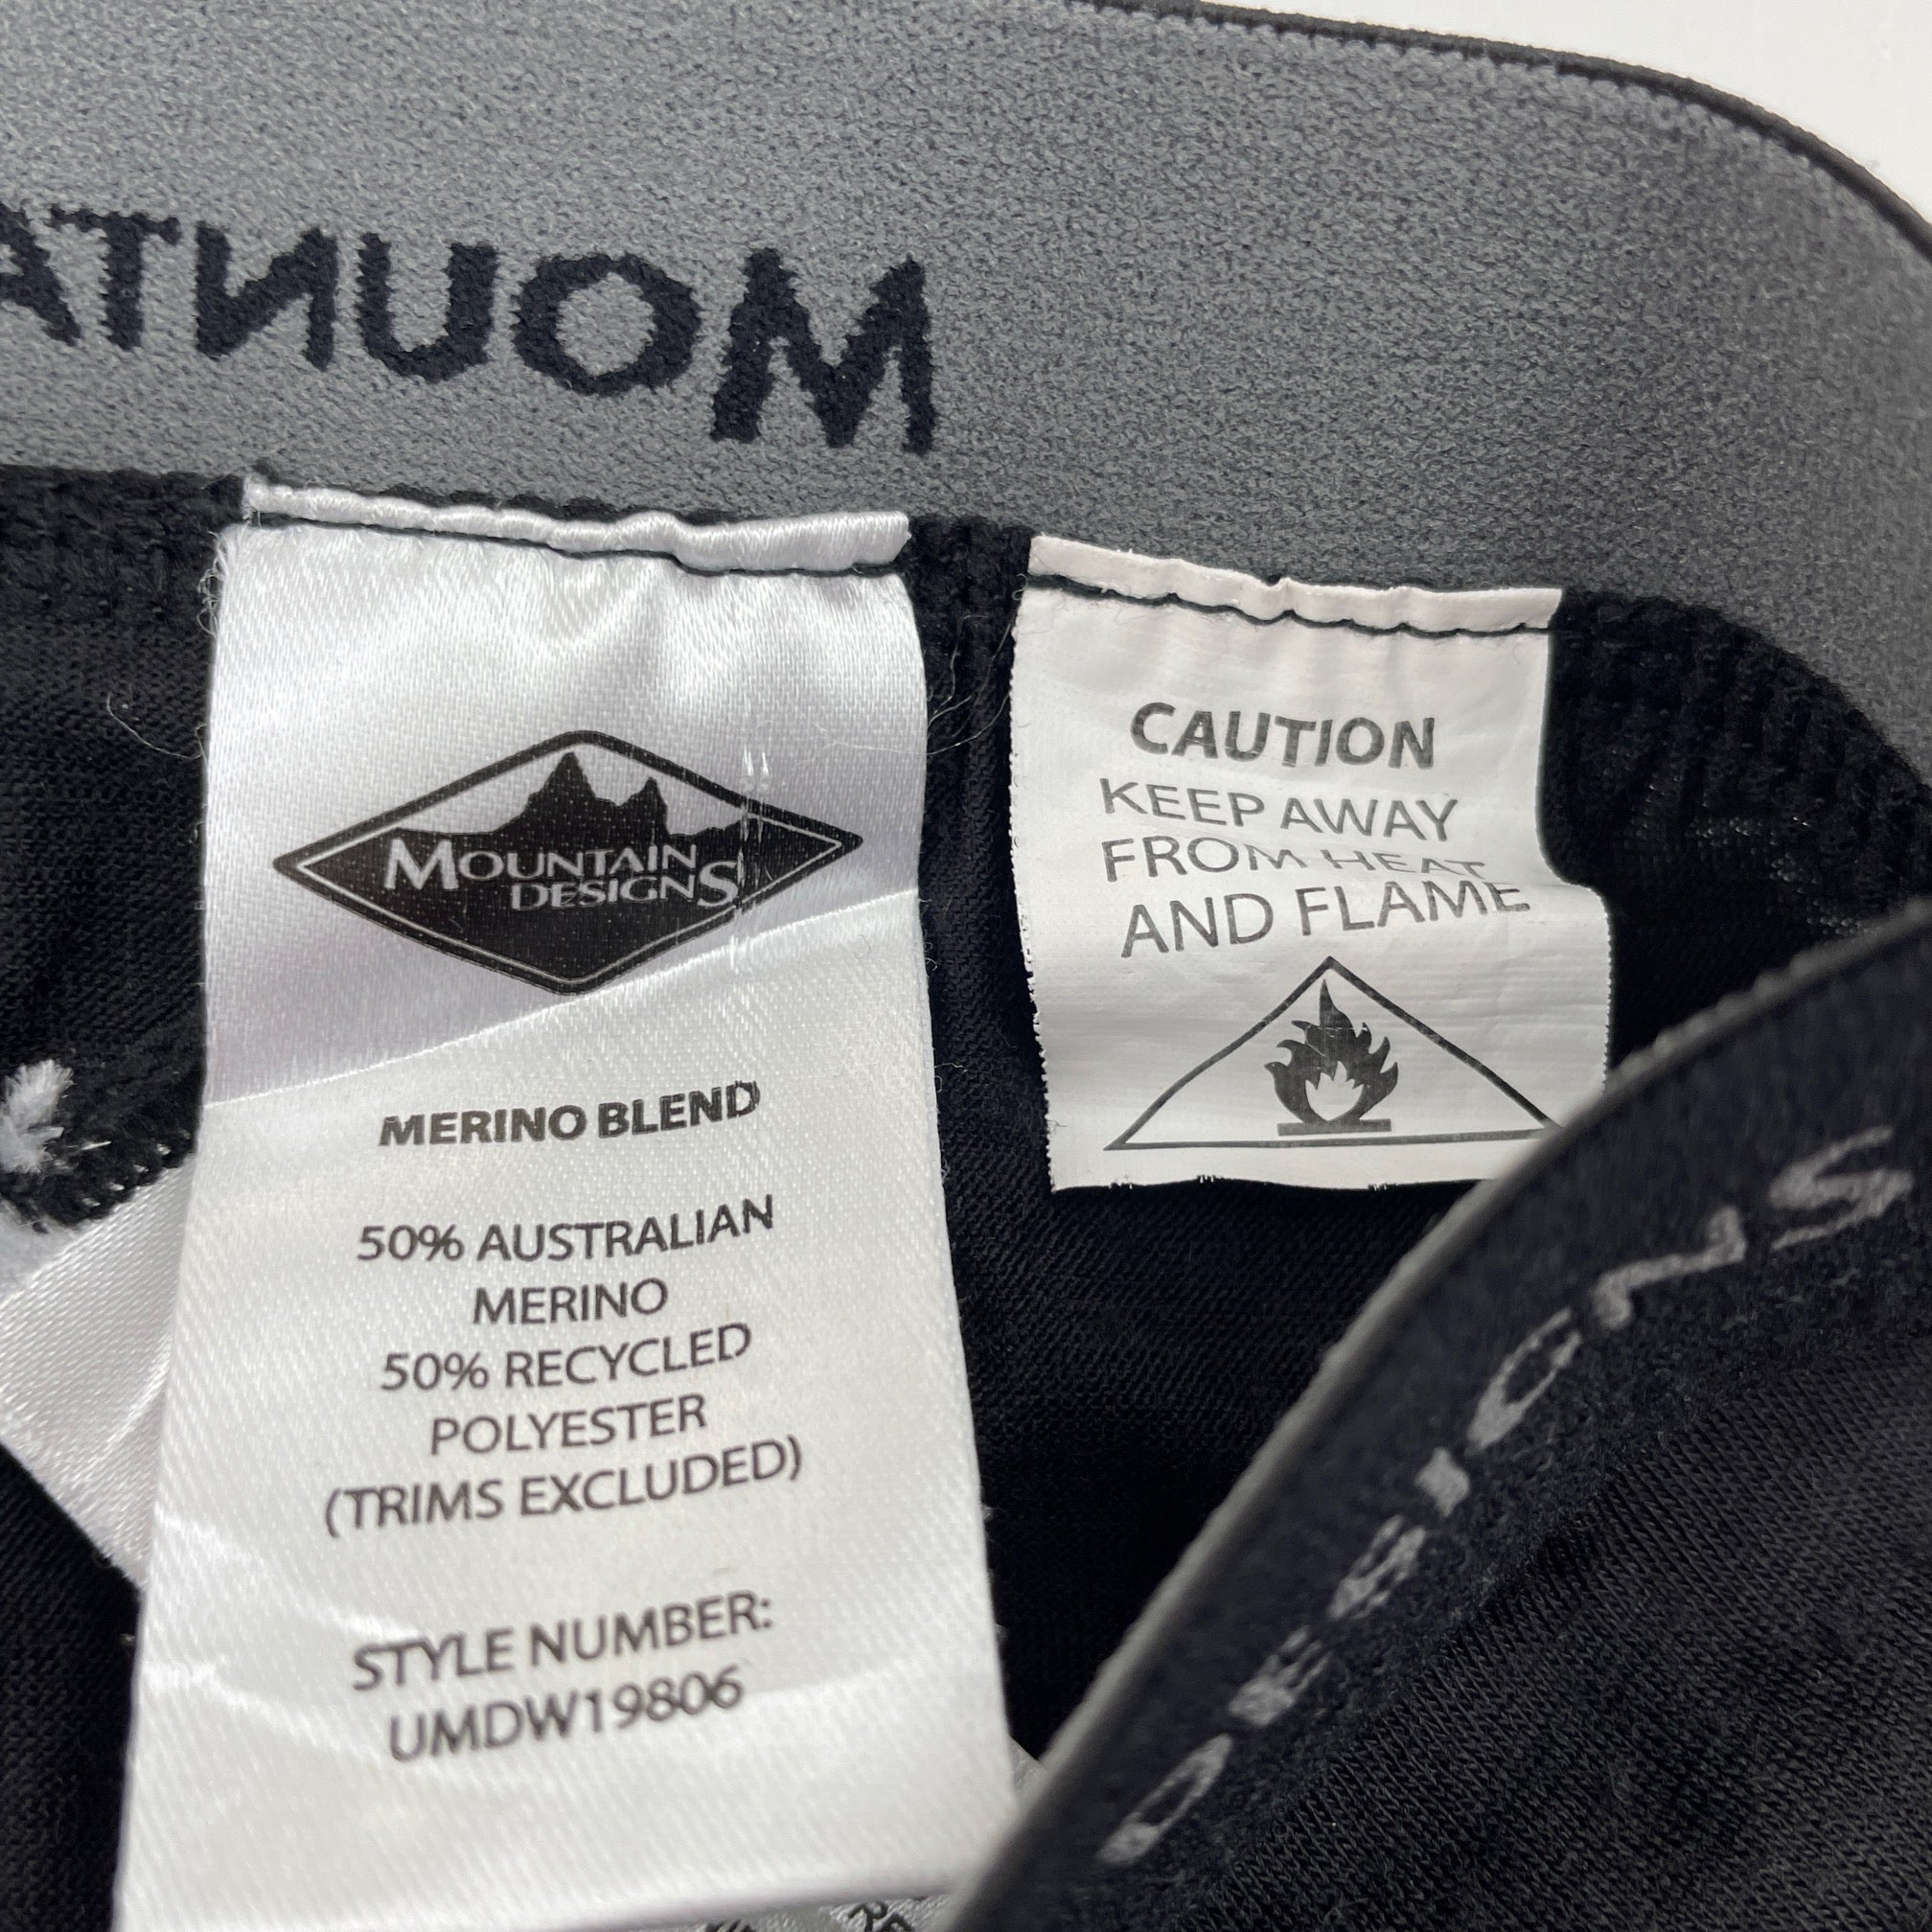 MOUNTA
MOUNTAIN
DESIGNS
MERINO BLEND
50% AUSTRALIAN
MERINO
50% RECYCLED
POLYESTER
(TRIMS EXCLUDED)
STYLE NUMBER:
UMDW19806
CAUTION
KEEP AWAY
FROM HEAT
AND FLAME
DESIGNS